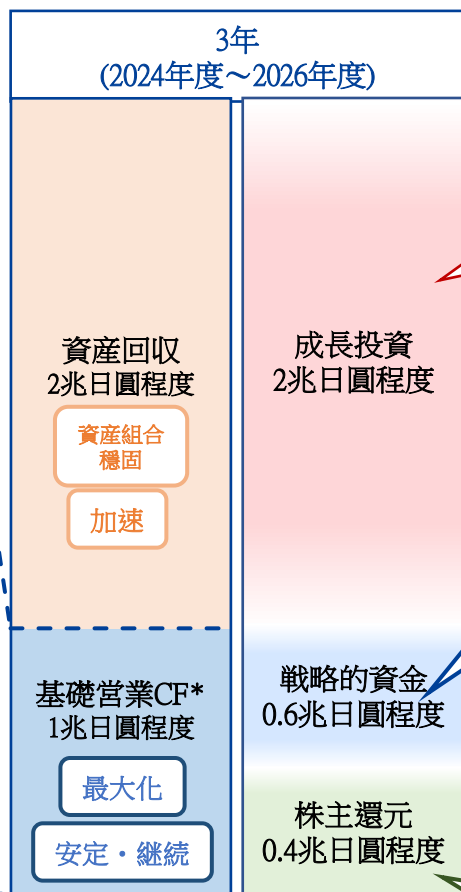 3年
(2024年度～2026年度)
資産回収
2兆日圓程度
資産組合
穩固
加速
基礎営業CF*
1兆日圓程度
最大化
安定・継続
成長投資
2兆日圓程度
戦略的資金
0.6兆日圓程度
株主還元
0.4兆日圓程度